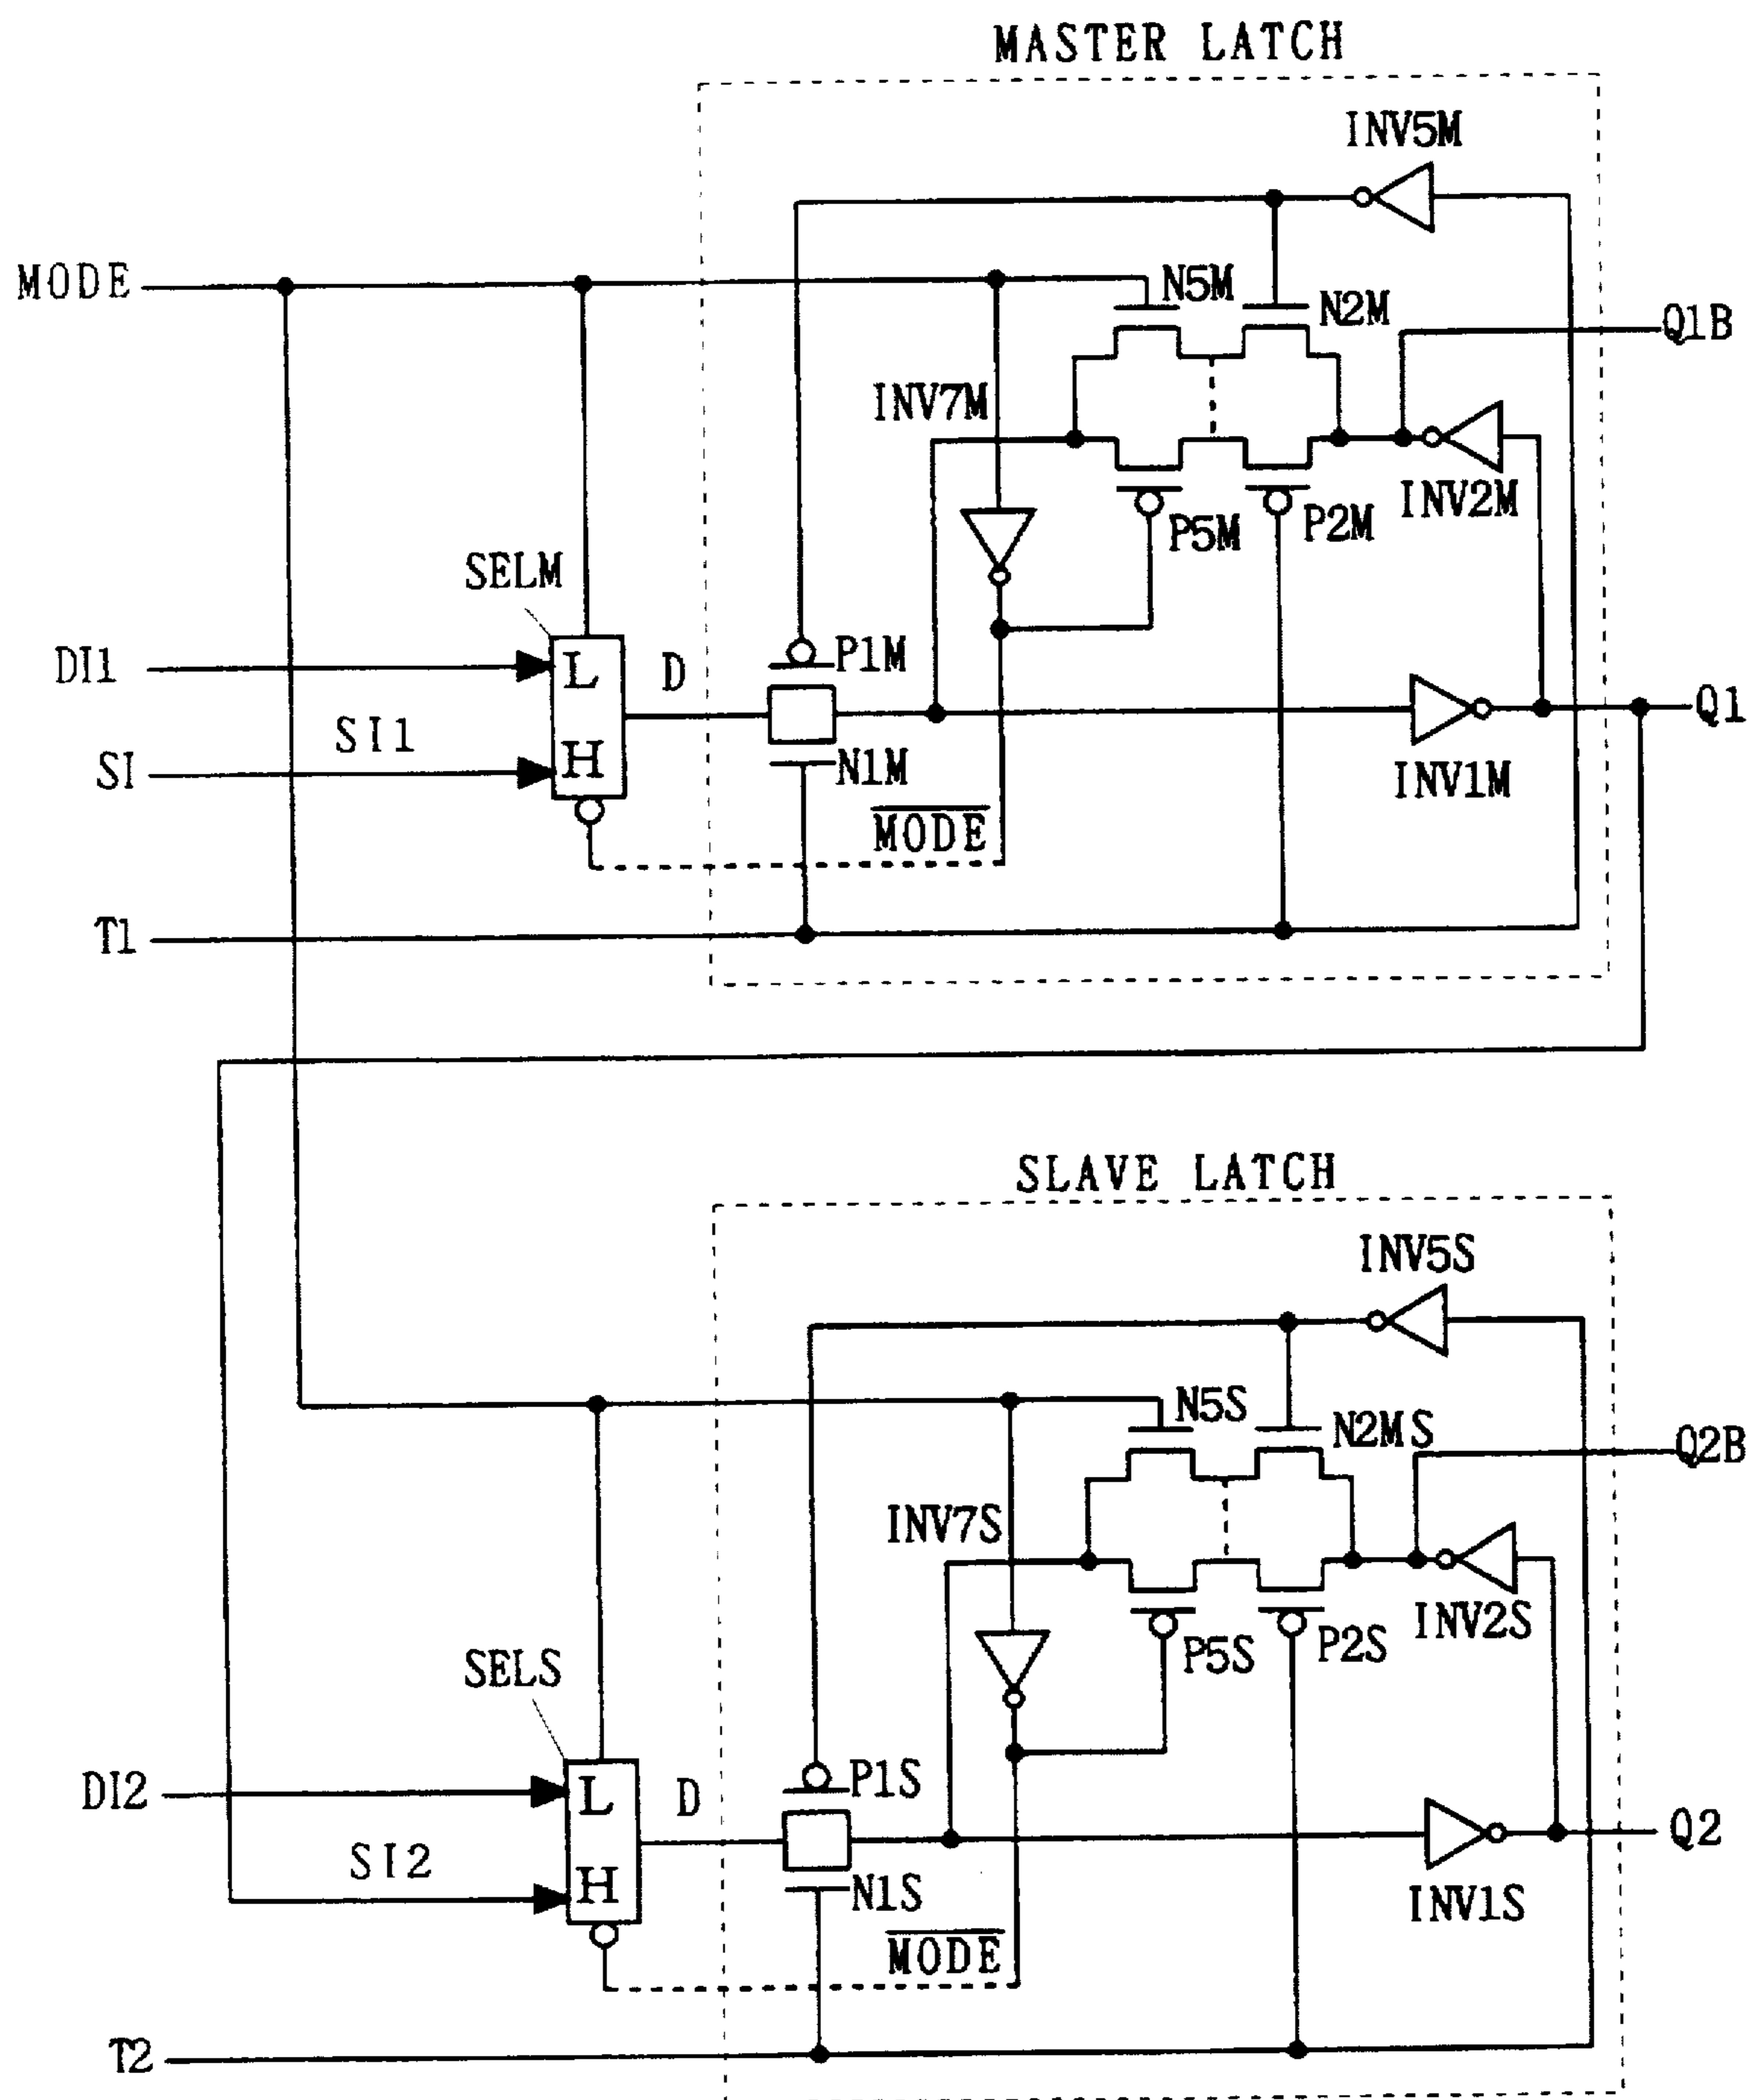 MASTER LATCH
INV5M
MODE
N5M
N2M
Q1B
INV7M
INV2M
P5M
P2M
SELM
DI1
L
D
P1M
Q1
SI1
SI
H
N1M
INV1M
MODE
T1
SLAVE LATCH
INV5S
N5S
N2MS
Q2B
INV7S
INV2S
P5S
P2S
SELS
DI2
L
D
P1S
Q2
SI2
H
N1S
INV1S
MODE
T2